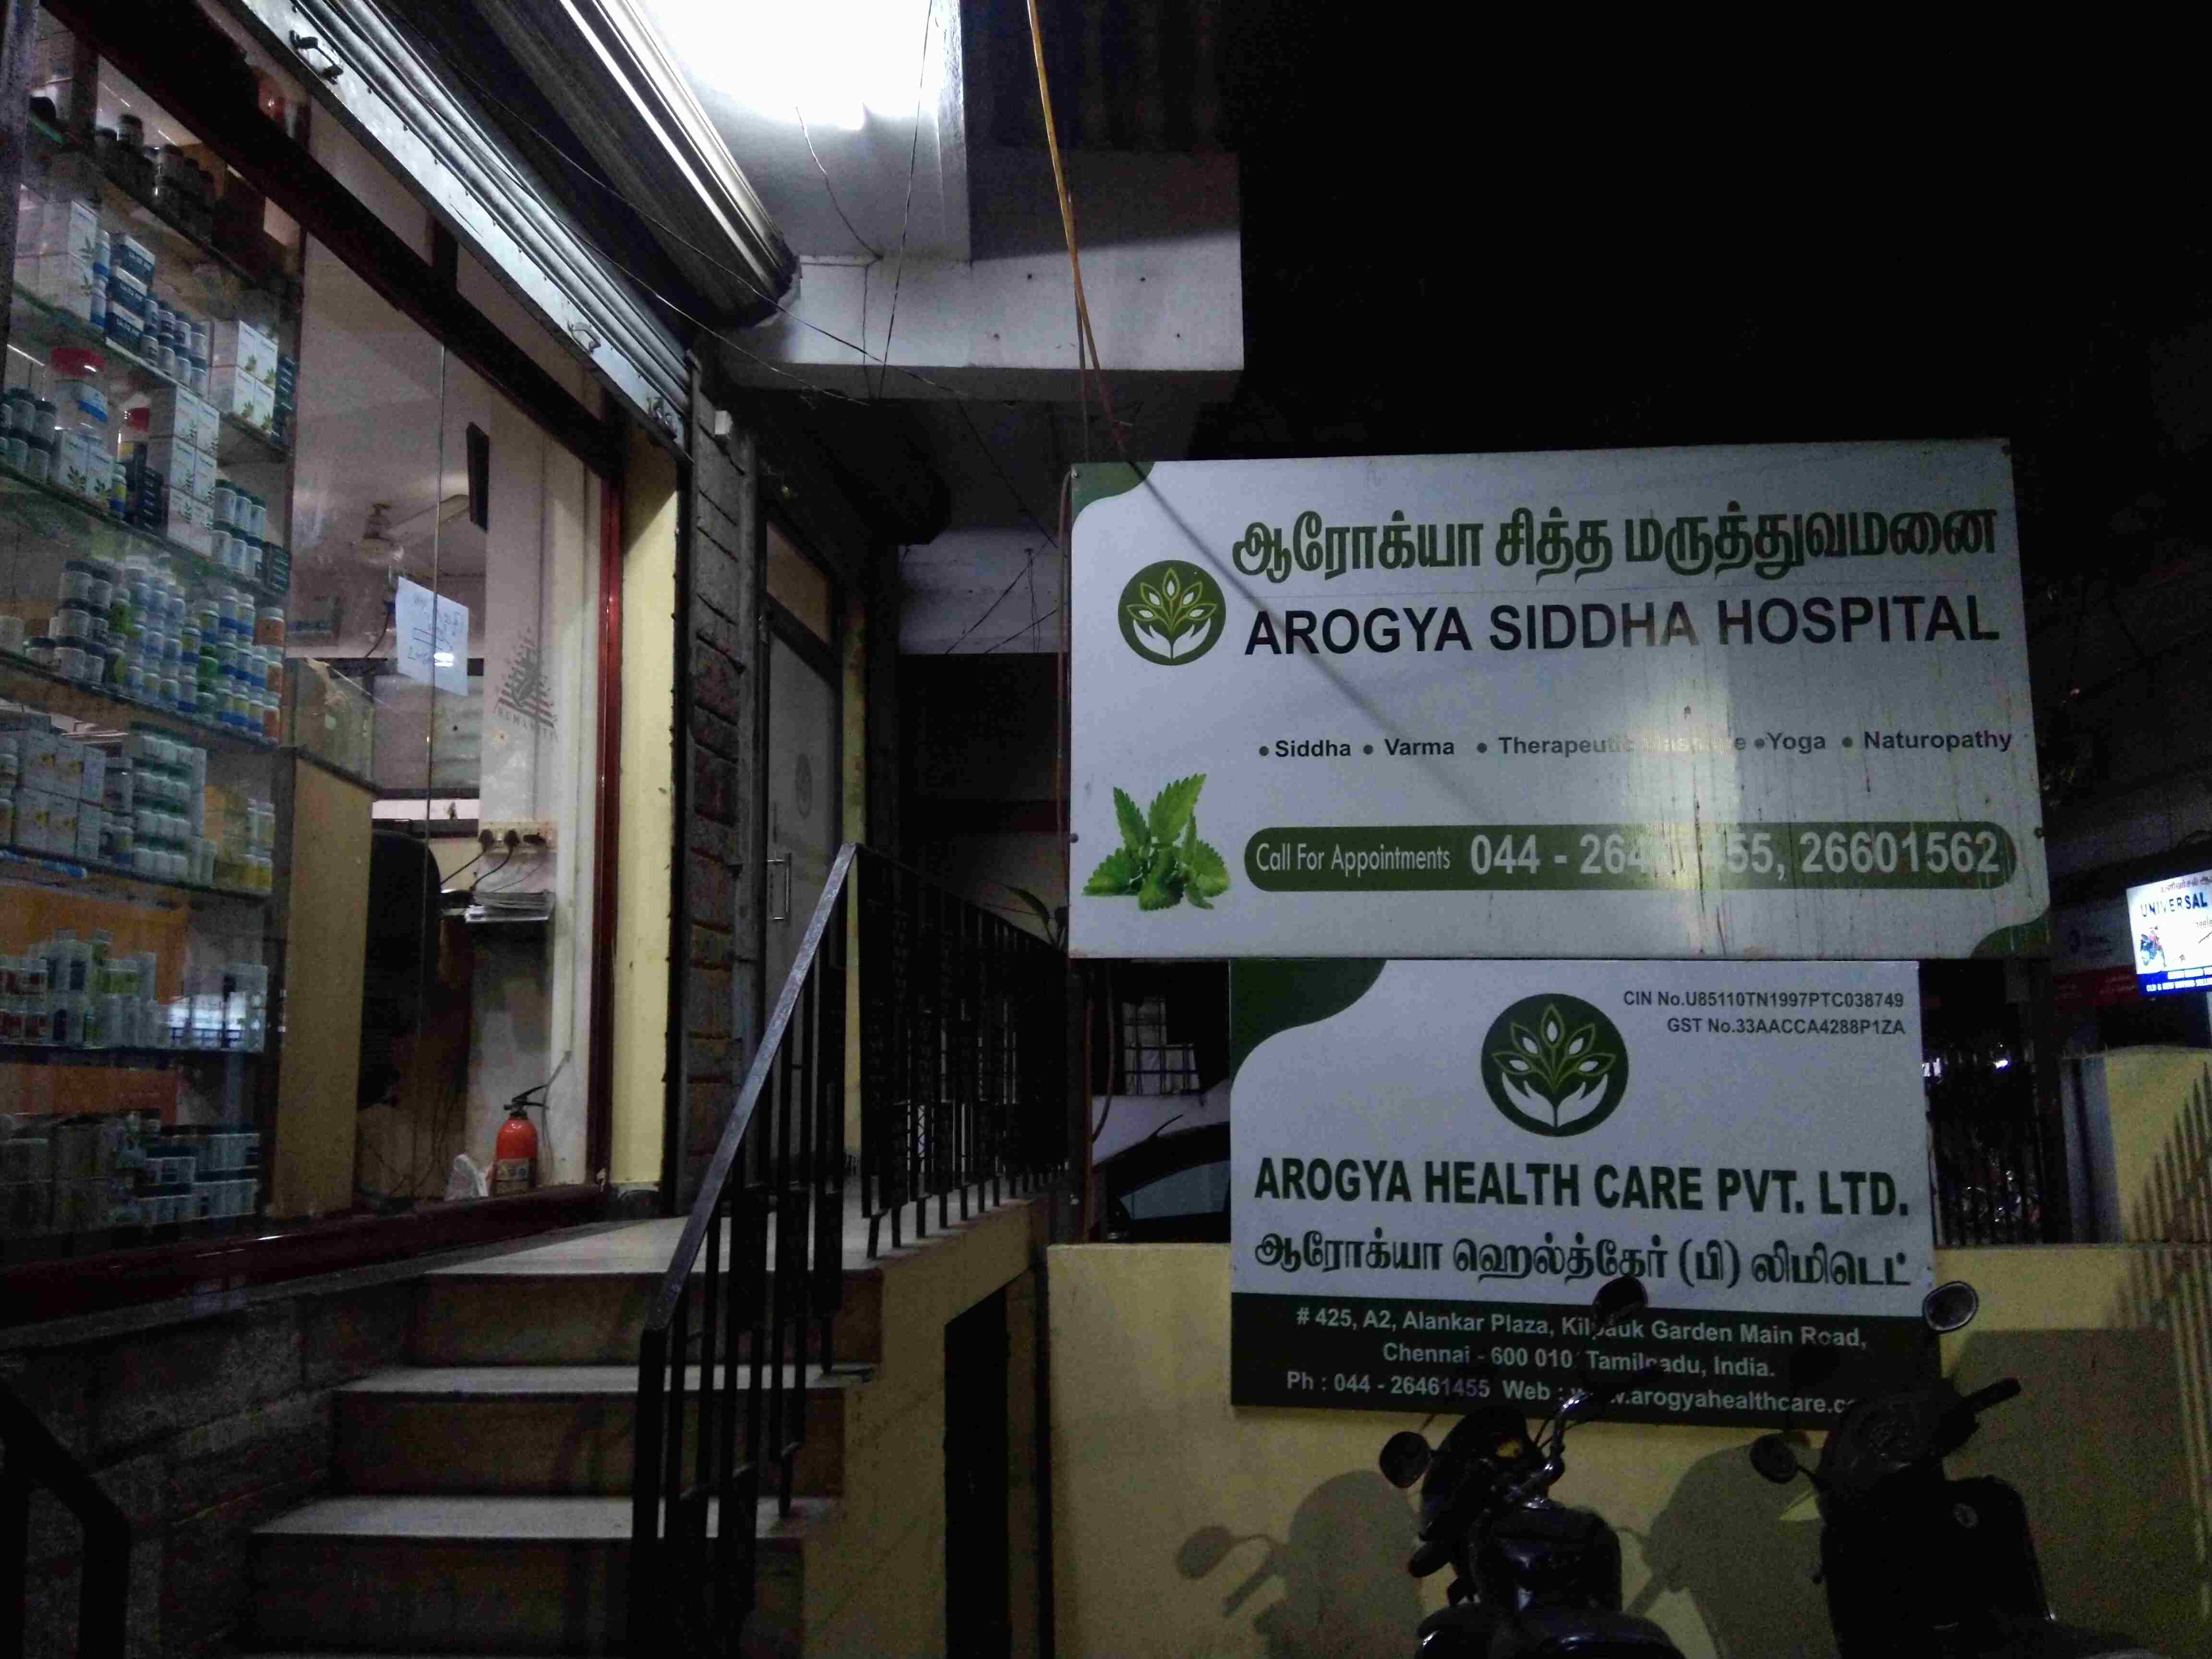 ஆரோக்யா சித்த மருத்துவமனை
AROGYA SIDDHA HOSPITAL
• Siddha • Varma • Therapeutic • Yoga • Naturopathy
Call For Appointments 044 - 26 55, 26601562
CIN No.U85110TN1997PTC038749
GST No.33AACCA4288P1ZA
AROGYA HEALTH CARE PVT. LTD.
ஆரோக்யா ஹெல்த்கேர் (பி) லிமிடெட்
# 425, A2, Alankar Plaza, Kilpauk Garden Main Road,
Chennai - 600 010 Tamilnadu, India.
Ph : 044 - 26461455 Web : www.arogyahealthcare.c
UNIVERSAL